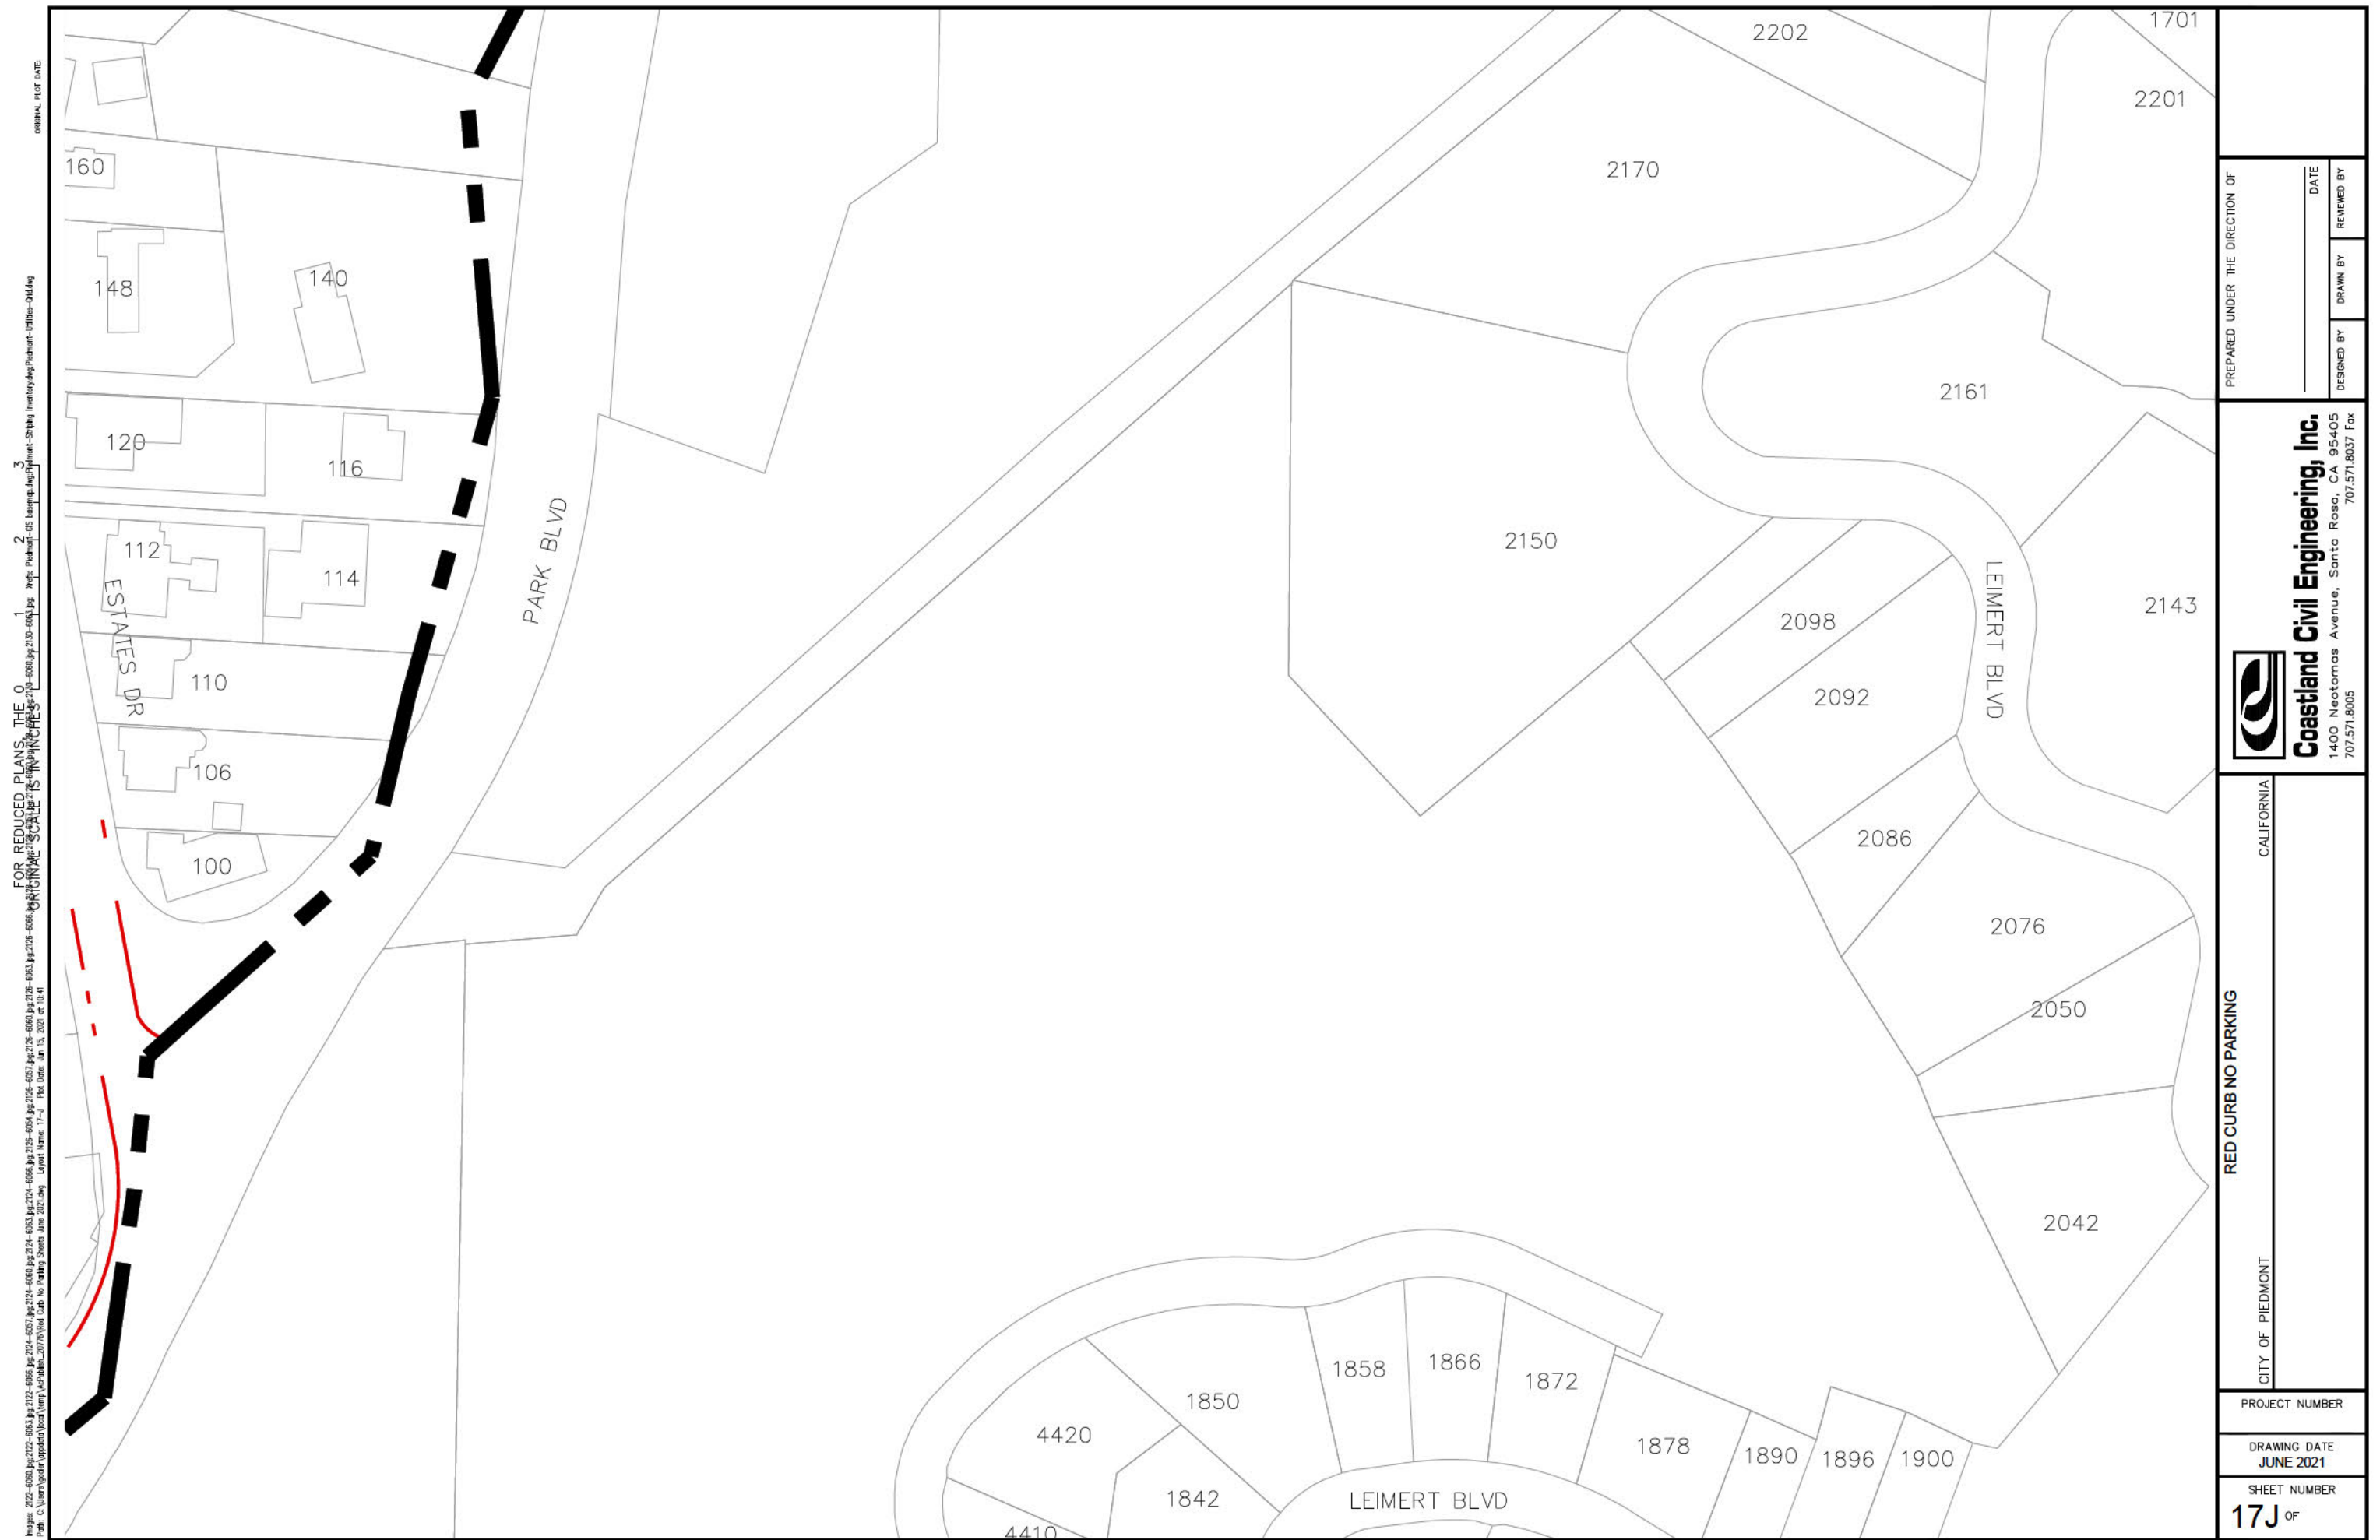 ORIGINAL PLOT DATE:
FOR REDUCED PLANS, THE
ORIGINAL SCALE IS IN INCHES
0 1 2 3
1701
2202
2201
2170
160
148
140
2161
120
116
PARK BLVD
2150
112
114
ESTATES DR
LEIMERT BLVD
2143
2098
110
2092
106
100
2086
2076
2050
2042
1858
1866
1872
1850
4420
1878
1890
1896
1900
1842
LEIMERT BLVD
4410
PREPARED UNDER THE DIRECTION OF
DATE
DESIGNED BY
DRAWN BY
REVIEWED BY
Coastland Civil Engineering, Inc.
1400 Neotomas Avenue, Santa Rosa, CA 95405
707.571.8005 707.571.8037 Fax
RED CURB NO PARKING
CITY OF PIEDMONT CALIFORNIA
PROJECT NUMBER
DRAWING DATE
JUNE 2021
SHEET NUMBER
17J OF